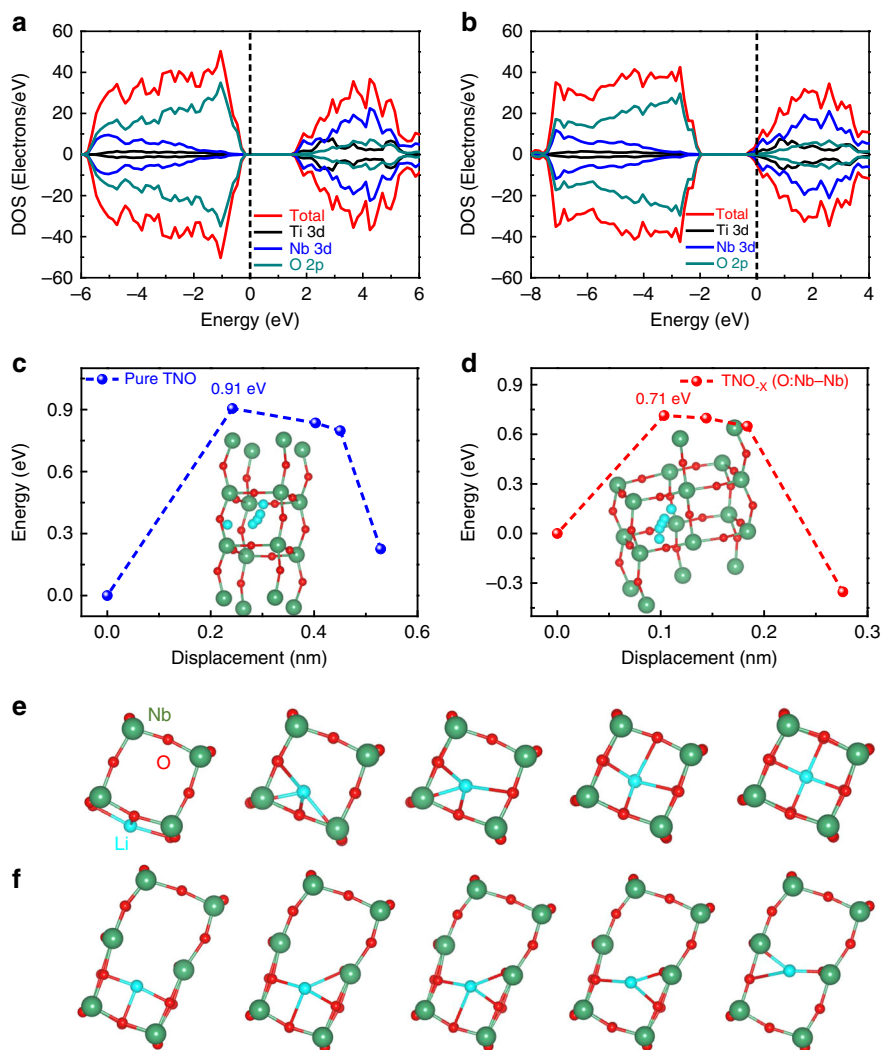 a
b
60
40
20
0
−20
−40
−60
DOS (Electrons/eV)
Total
Ti 3d
Nb 3d
O 2p
−6
−4
−2
0
2
4
6
Energy (eV)
60
40
20
0
−20
−40
−60
DOS (Electrons/eV)
Total
Ti 3d
Nb 3d
O 2p
−8
−6
−4
−2
0
2
4
6
Energy (eV)
c
d
Pure TNO
0.91 eV
0.9
0.6
0.3
0.0
Energy (eV)
0.0
0.2
0.4
0.6
Displacement (nm)
TNO-X (O:Nb–Nb)
0.71 eV
0.9
0.6
0.3
0.0
−0.3
Energy (eV)
0.0
0.1
0.2
0.3
Displacement (nm)
e
Nb
O
Li
f